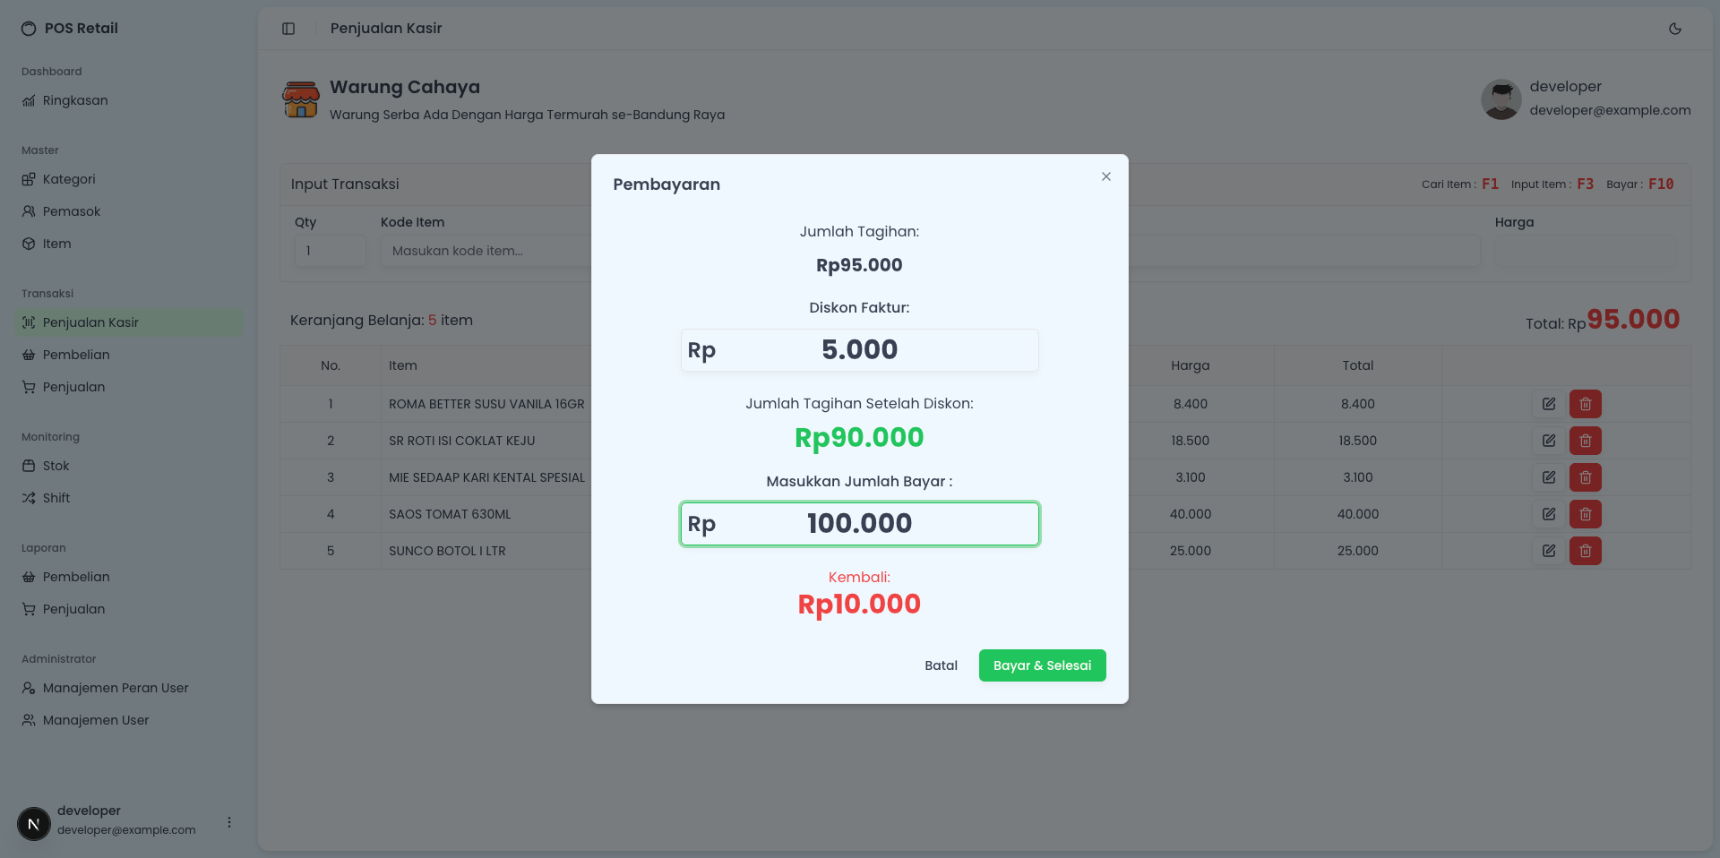 POS Retail
Dashboard
Ringkasan
Master
Kategori
Pemasok
Item
Transaksi
Penjualan Kasir
Pembelian
Penjualan
Monitoring
Stok
Shift
Laporan
Pembelian
Penjualan
Administrator
Manajemen Peran User
Manajemen User
N
developer
developer@example.com
Penjualan Kasir
Warung Cahaya
Warung Serba Ada Dengan Harga Termurah se-Bandung Raya
developer
developer@example.com
Input Transaksi
Cari Item : F1 Input Item : F3 Bayar : F10
Qty Kode Item Harga
1 Masukan kode item...
Keranjang Belanja: 5 item
Total: Rp95.000
No. Item Harga Total
1 ROMA BETTER SUSU VANILA 16GR 8.400 8.400
2 SR ROTI ISI COKLAT KEJU 18.500 18.500
3 MIE SEDAAP KARI KENTAL SPESIAL 3.100 3.100
4 SAOS TOMAT 630ML 40.000 40.000
5 SUNCO BOTOL I LTR 25.000 25.000
Pembayaran
Jumlah Tagihan:
Rp95.000
Diskon Faktur:
Rp 5.000
Jumlah Tagihan Setelah Diskon:
Rp90.000
Masukkan Jumlah Bayar :
Rp 100.000
Kembali:
Rp10.000
Batal Bayar & Selesai